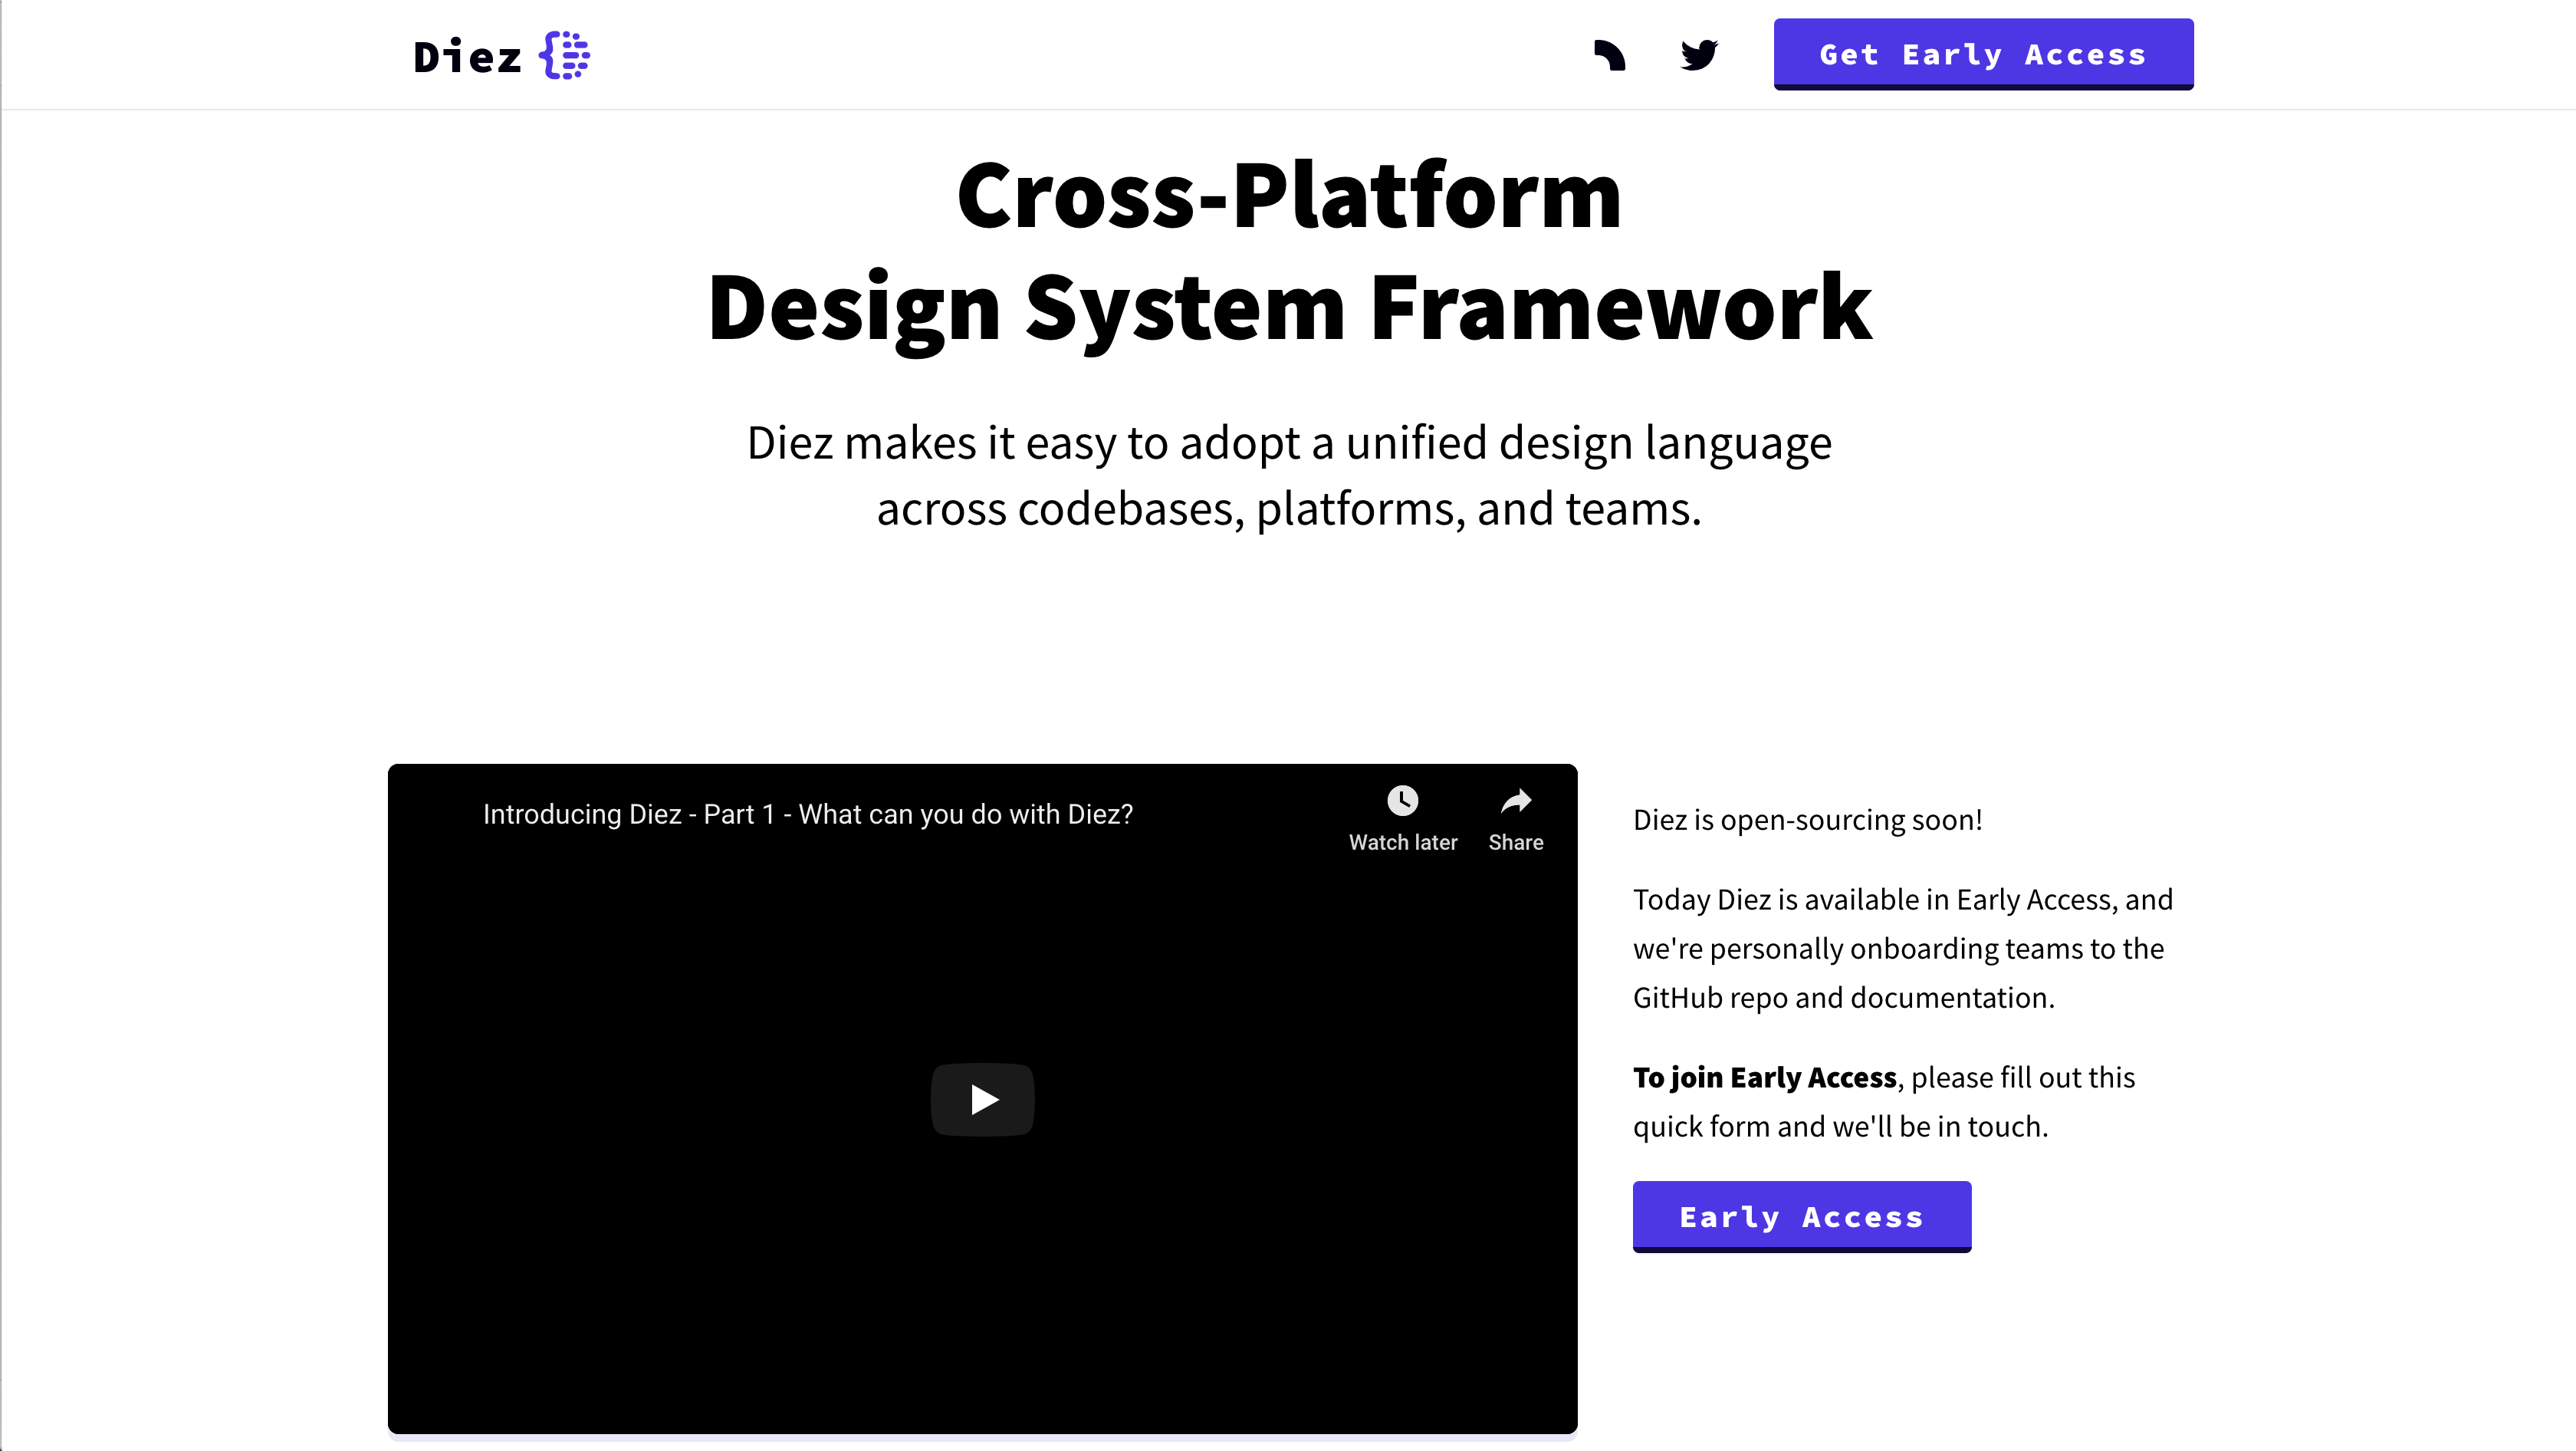 Diez
Get Early Access
Cross-Platform
Design System Framework
Diez makes it easy to adopt a unified design language
across codebases, platforms, and teams.
Introducing Diez - Part 1 - What can you do with Diez?
Watch later
Share
Diez is open-sourcing soon!
Today Diez is available in Early Access, and
we're personally onboarding teams to the
GitHub repo and documentation.
To join Early Access, please fill out this
quick form and we'll be in touch.
Early Access